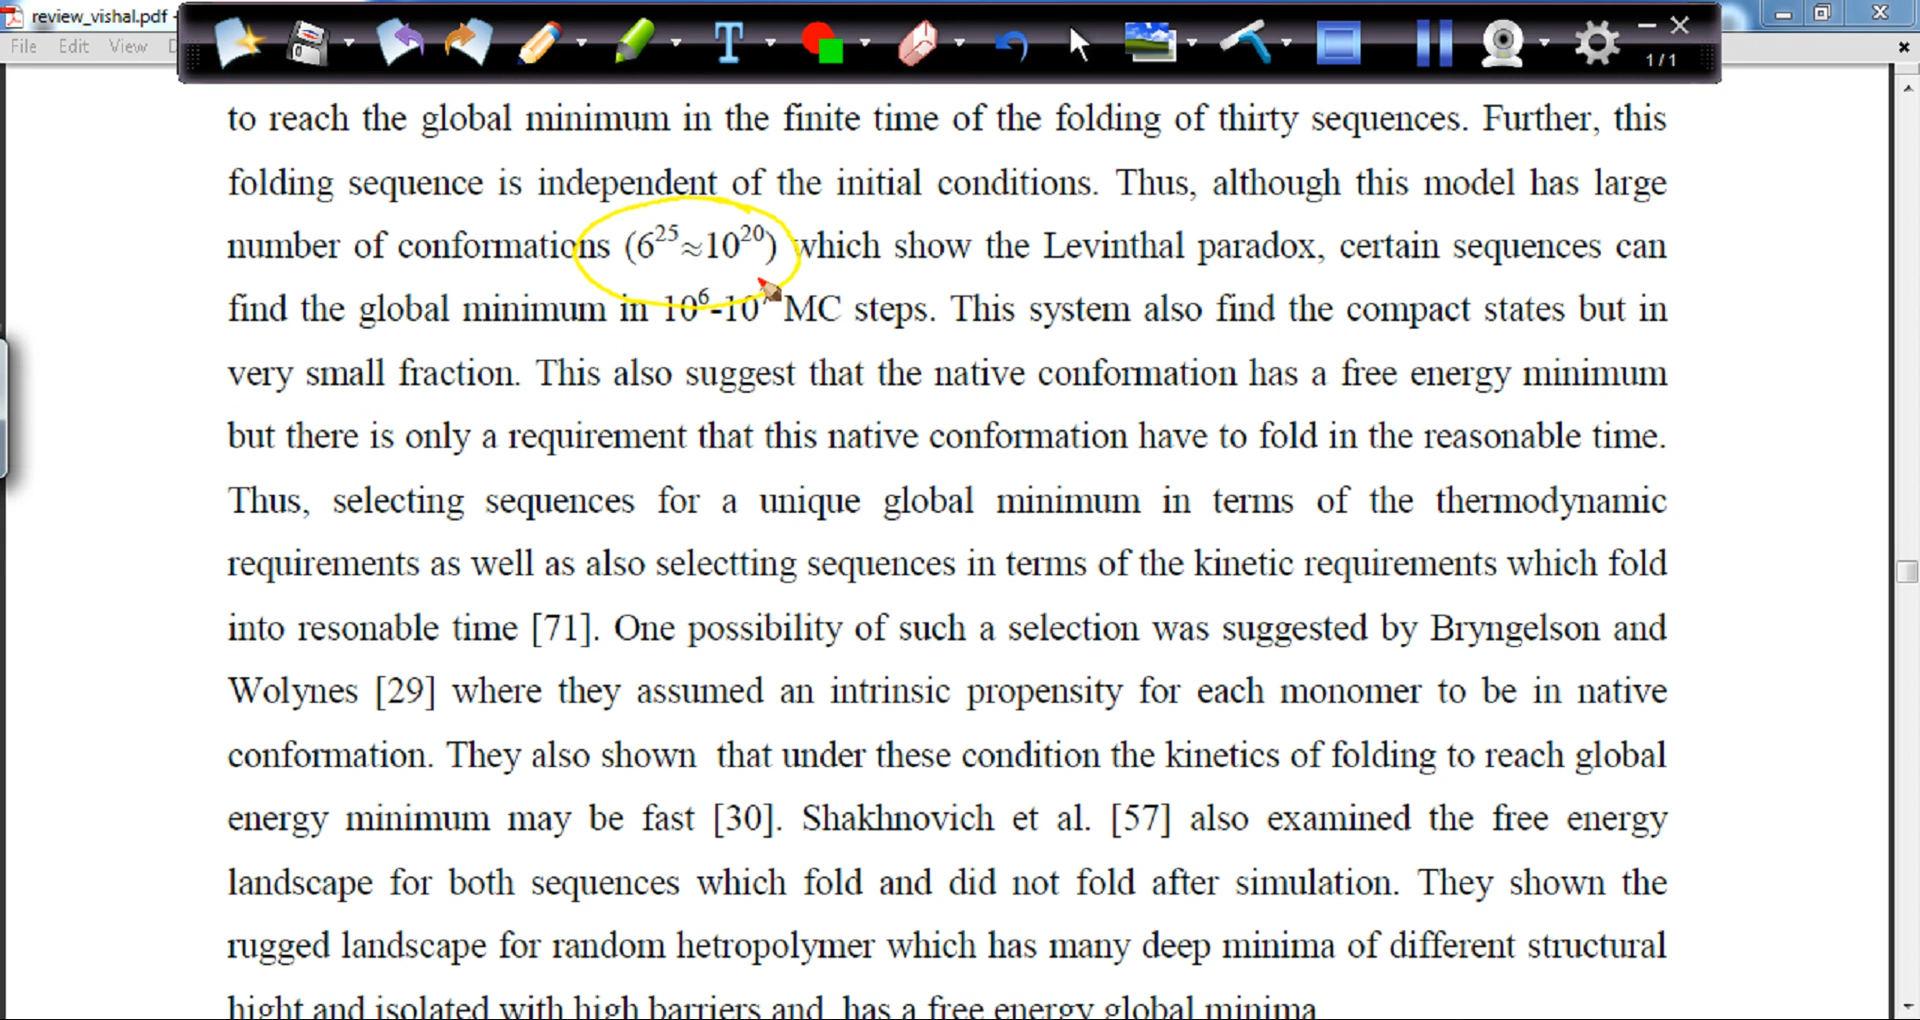 review_vishal.pdf
File Edit View
1/1
to reach the global minimum in the finite time of the folding of thirty sequences. Further, this
folding sequence is independent of the initial conditions. Thus, although this model has large
number of conformations (6²⁵≈10²⁰) which show the Levinthal paradox, certain sequences can
find the global minimum in 10⁶-10⁷ MC steps. This system also find the compact states but in
very small fraction. This also suggest that the native conformation has a free energy minimum
but there is only a requirement that this native conformation have to fold in the reasonable time.
Thus, selecting sequences for a unique global minimum in terms of the thermodynamic
requirements as well as also selectting sequences in terms of the kinetic requirements which fold
into resonable time [71]. One possibility of such a selection was suggested by Bryngelson and
Wolynes [29] where they assumed an intrinsic propensity for each monomer to be in native
conformation. They also shown that under these condition the kinetics of folding to reach global
energy minimum may be fast [30]. Shakhnovich et al. [57] also examined the free energy
landscape for both sequences which fold and did not fold after simulation. They shown the
rugged landscape for random hetropolymer which has many deep minima of different structural
hight and isolated with high barriers and has a free energy global minima